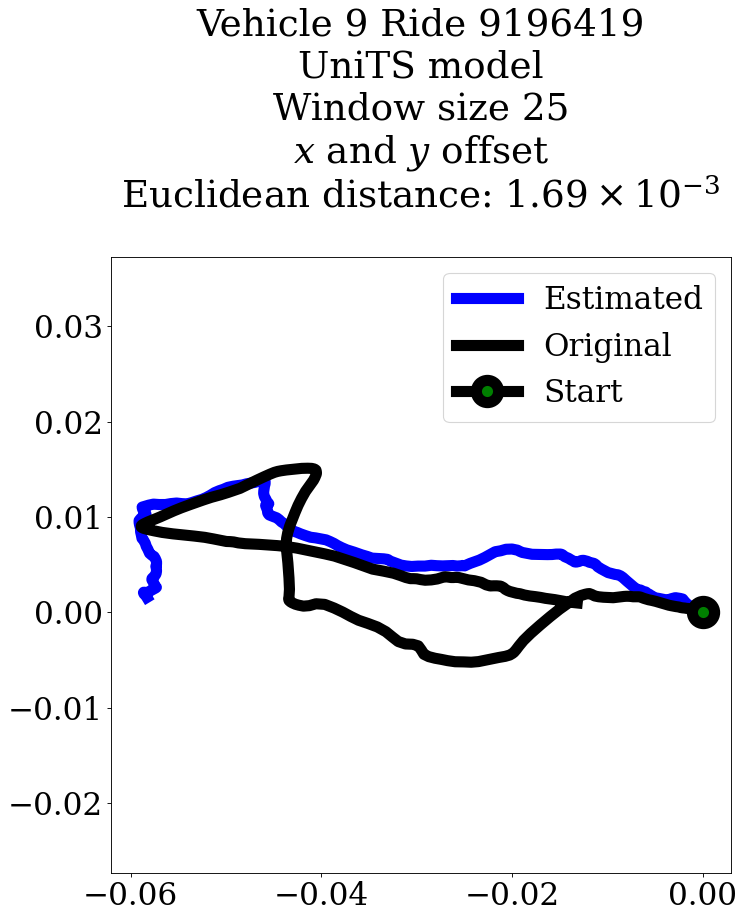 Vehicle 9 Ride 9196419
UniTS model
Window size 25
x and y offset
Euclidean distance: 1.69 × 10⁻³
Estimated
Original
Start
0.03
0.02
0.01
0.00
−0.01
−0.02
−0.06
−0.04
−0.02
0.00